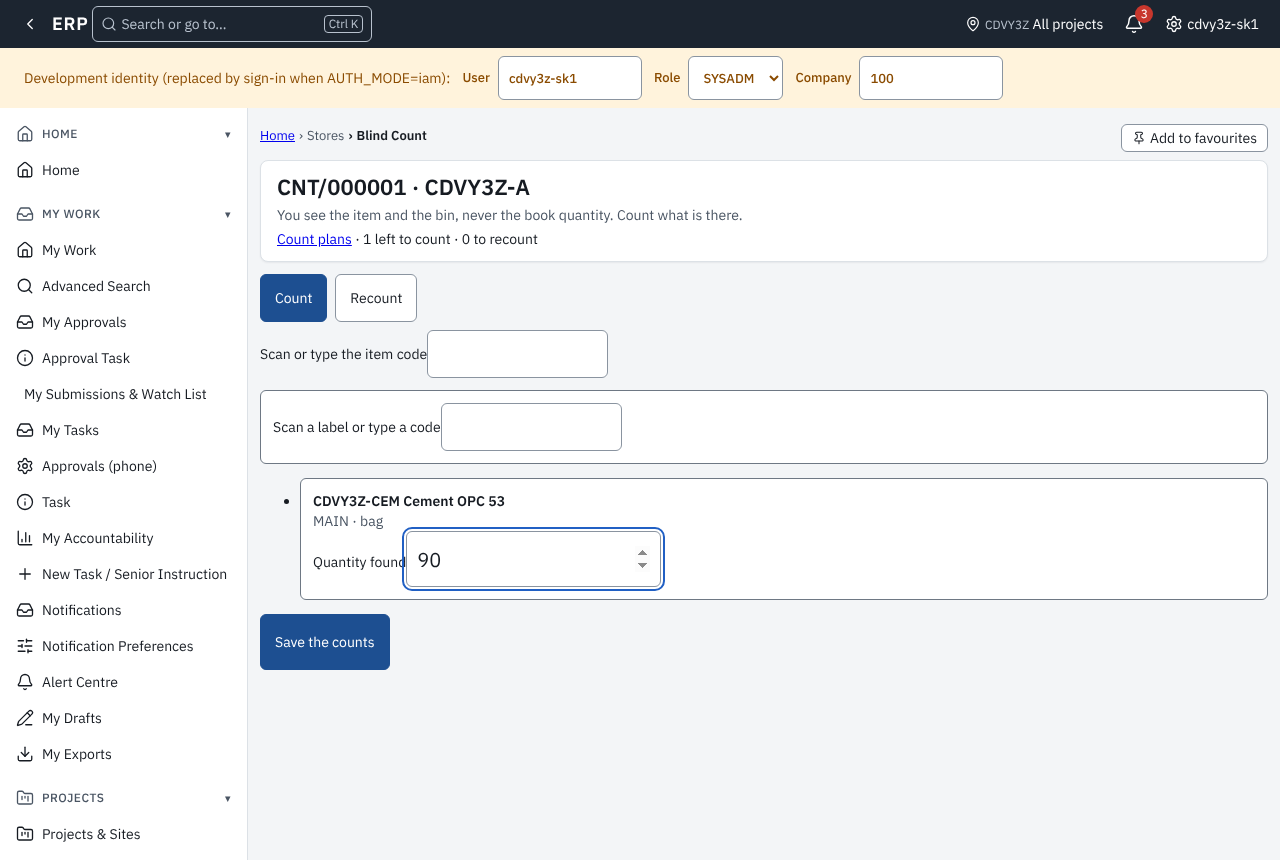 ERP
Search or go to...
Ctrl K
CDVY3Z All projects
3
cdvy3z-sk1
Development identity (replaced by sign-in when AUTH_MODE=iam):
User
cdvy3z-sk1
Role
SYSADM
Company
100
HOME
Home
MY WORK
My Work
Advanced Search
My Approvals
Approval Task
My Submissions & Watch List
My Tasks
Approvals (phone)
Task
My Accountability
New Task / Senior Instruction
Notifications
Notification Preferences
Alert Centre
My Drafts
My Exports
PROJECTS
Projects & Sites
Home › Stores › Blind Count
Add to favourites
CNT/000001 · CDVY3Z-A
You see the item and the bin, never the book quantity. Count what is there.
Count plans · 1 left to count · 0 to recount
Count
Recount
Scan or type the item code
Scan a label or type a code
CDVY3Z-CEM Cement OPC 53
MAIN · bag
Quantity found
90
Save the counts